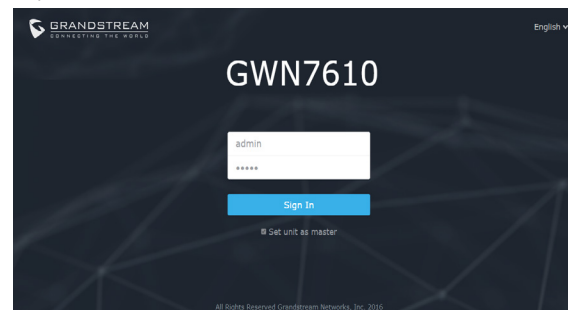 GRANDSTREAM
CONNECTING THE WORLD
English
GWN7610
admin
•••••
Sign In
Set unit as master
All Rights Reserved Grandstream Networks, Inc. 2016